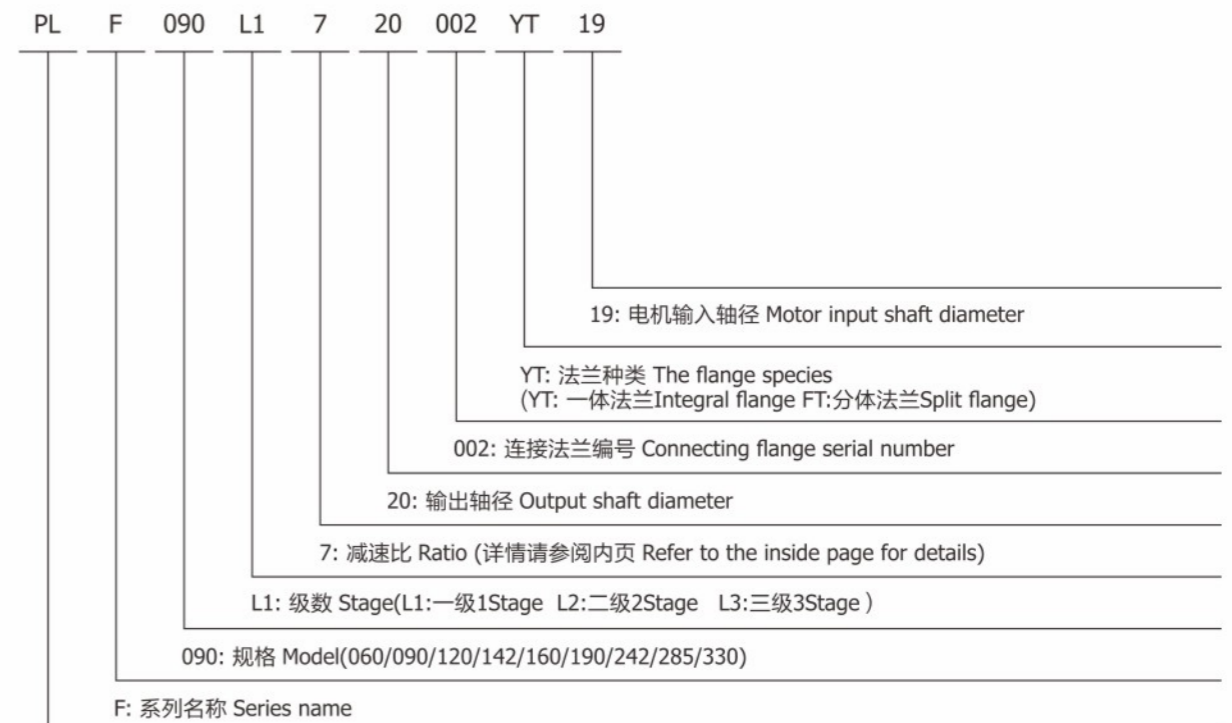 PL F 090 L1 7 20 002 YT 19
19: 电机输入轴径 Motor input shaft diameter
YT: 法兰种类 The flange species
(YT: 一体法兰Integral flange FT:分体法兰Split flange)
002: 连接法兰编号 Connecting flange serial number
20: 输出轴径 Output shaft diameter
7: 减速比 Ratio (详情请参阅内页 Refer to the inside page for details)
L1: 级数 Stage(L1:一级1Stage L2:二级2Stage L3:三级3Stage )
090: 规格 Model(060/090/120/142/160/190/242/285/330)
F: 系列名称 Series name